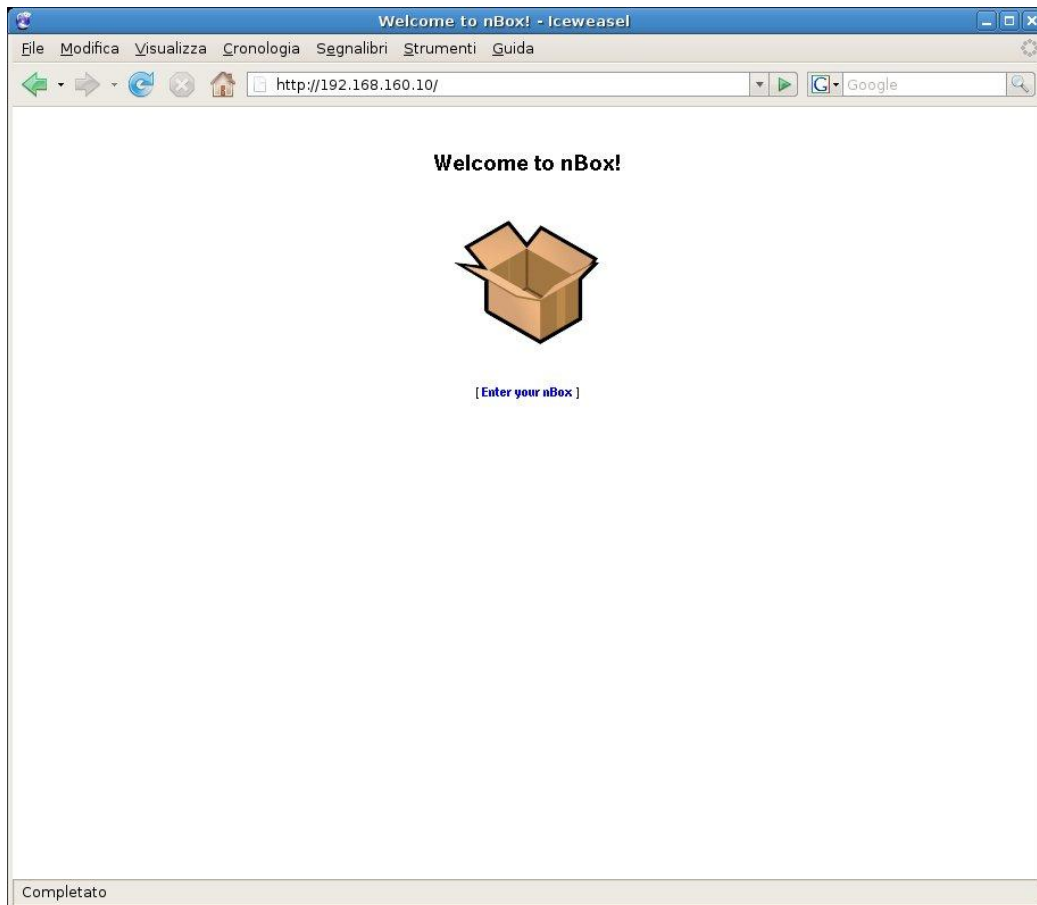 Welcome to nBox! - Iceweasel
File Modifica Visualizza Cronologia Segnalibri Strumenti Guida
http://192.168.160.10/ G Google
Welcome to nBox!
[ Enter your nBox ]
Completato